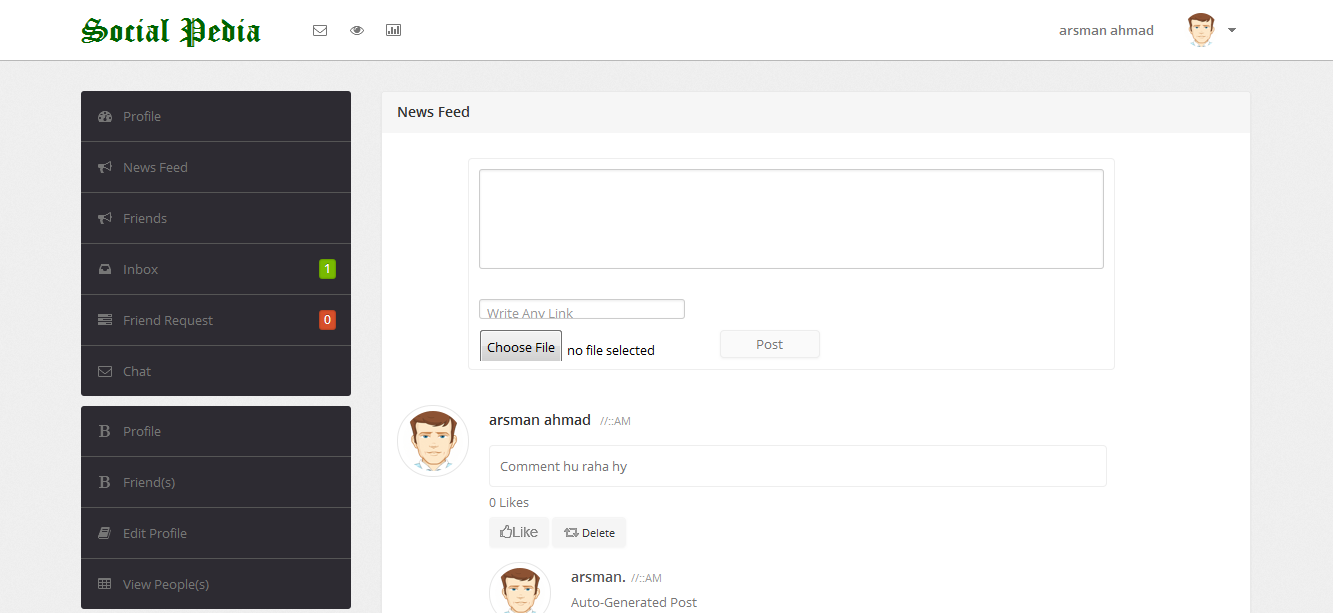 Social Pedia
arsman ahmad
Profile
News Feed
Friends
Inbox 1
Friend Request 0
Chat
Profile
Friend(s)
Edit Profile
View People(s)
News Feed
Write Any Link
Choose File no file selected
Post
arsman ahmad //::AM
Comment hu raha hy
0 Likes
Like Delete
arsman. //::AM
Auto-Generated Post